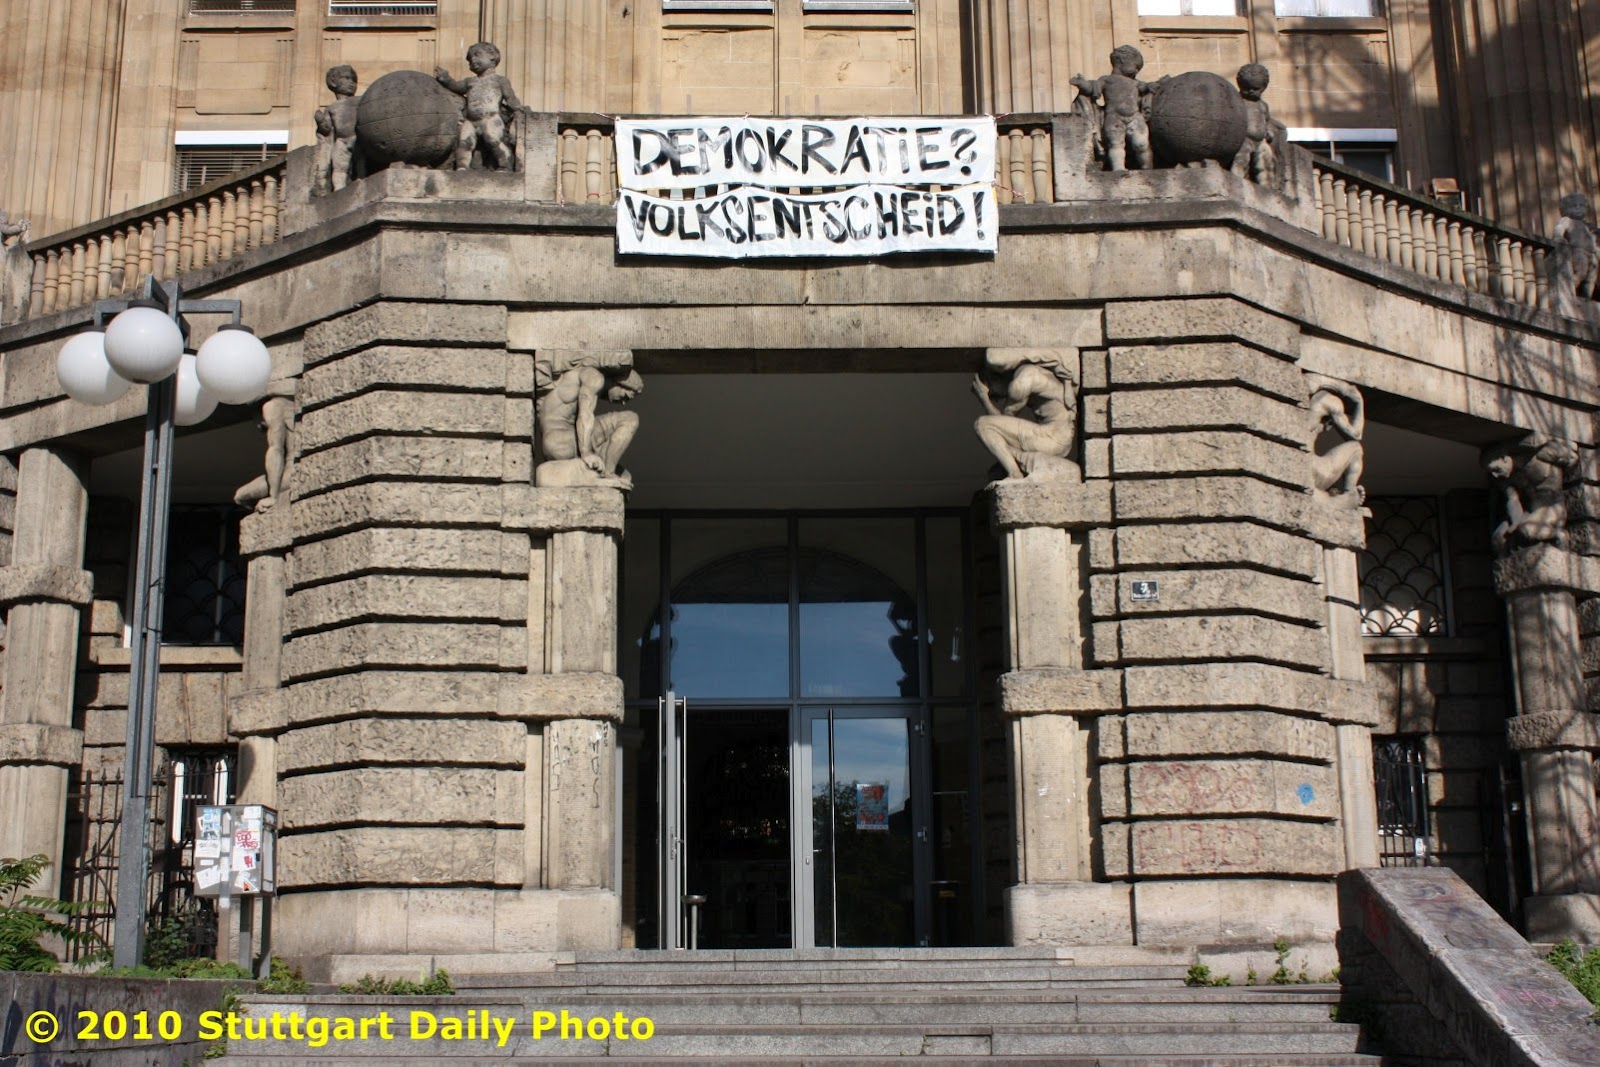 DEMOKRATIE?
VOLKSENTSCHEiD!
© 2010 Stuttgart Daily Photo